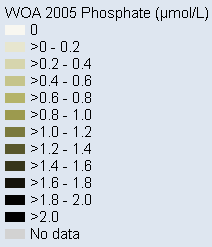 WOA 2005 Phosphate (µmol/L)
0
>0 - 0.2
>0.2 - 0.4
>0.4 - 0.6
>0.6 - 0.8
>0.8 - 1.0
>1.0 - 1.2
>1.2 - 1.4
>1.4 - 1.6
>1.6 - 1.8
>1.8 - 2.0
>2.0
No data